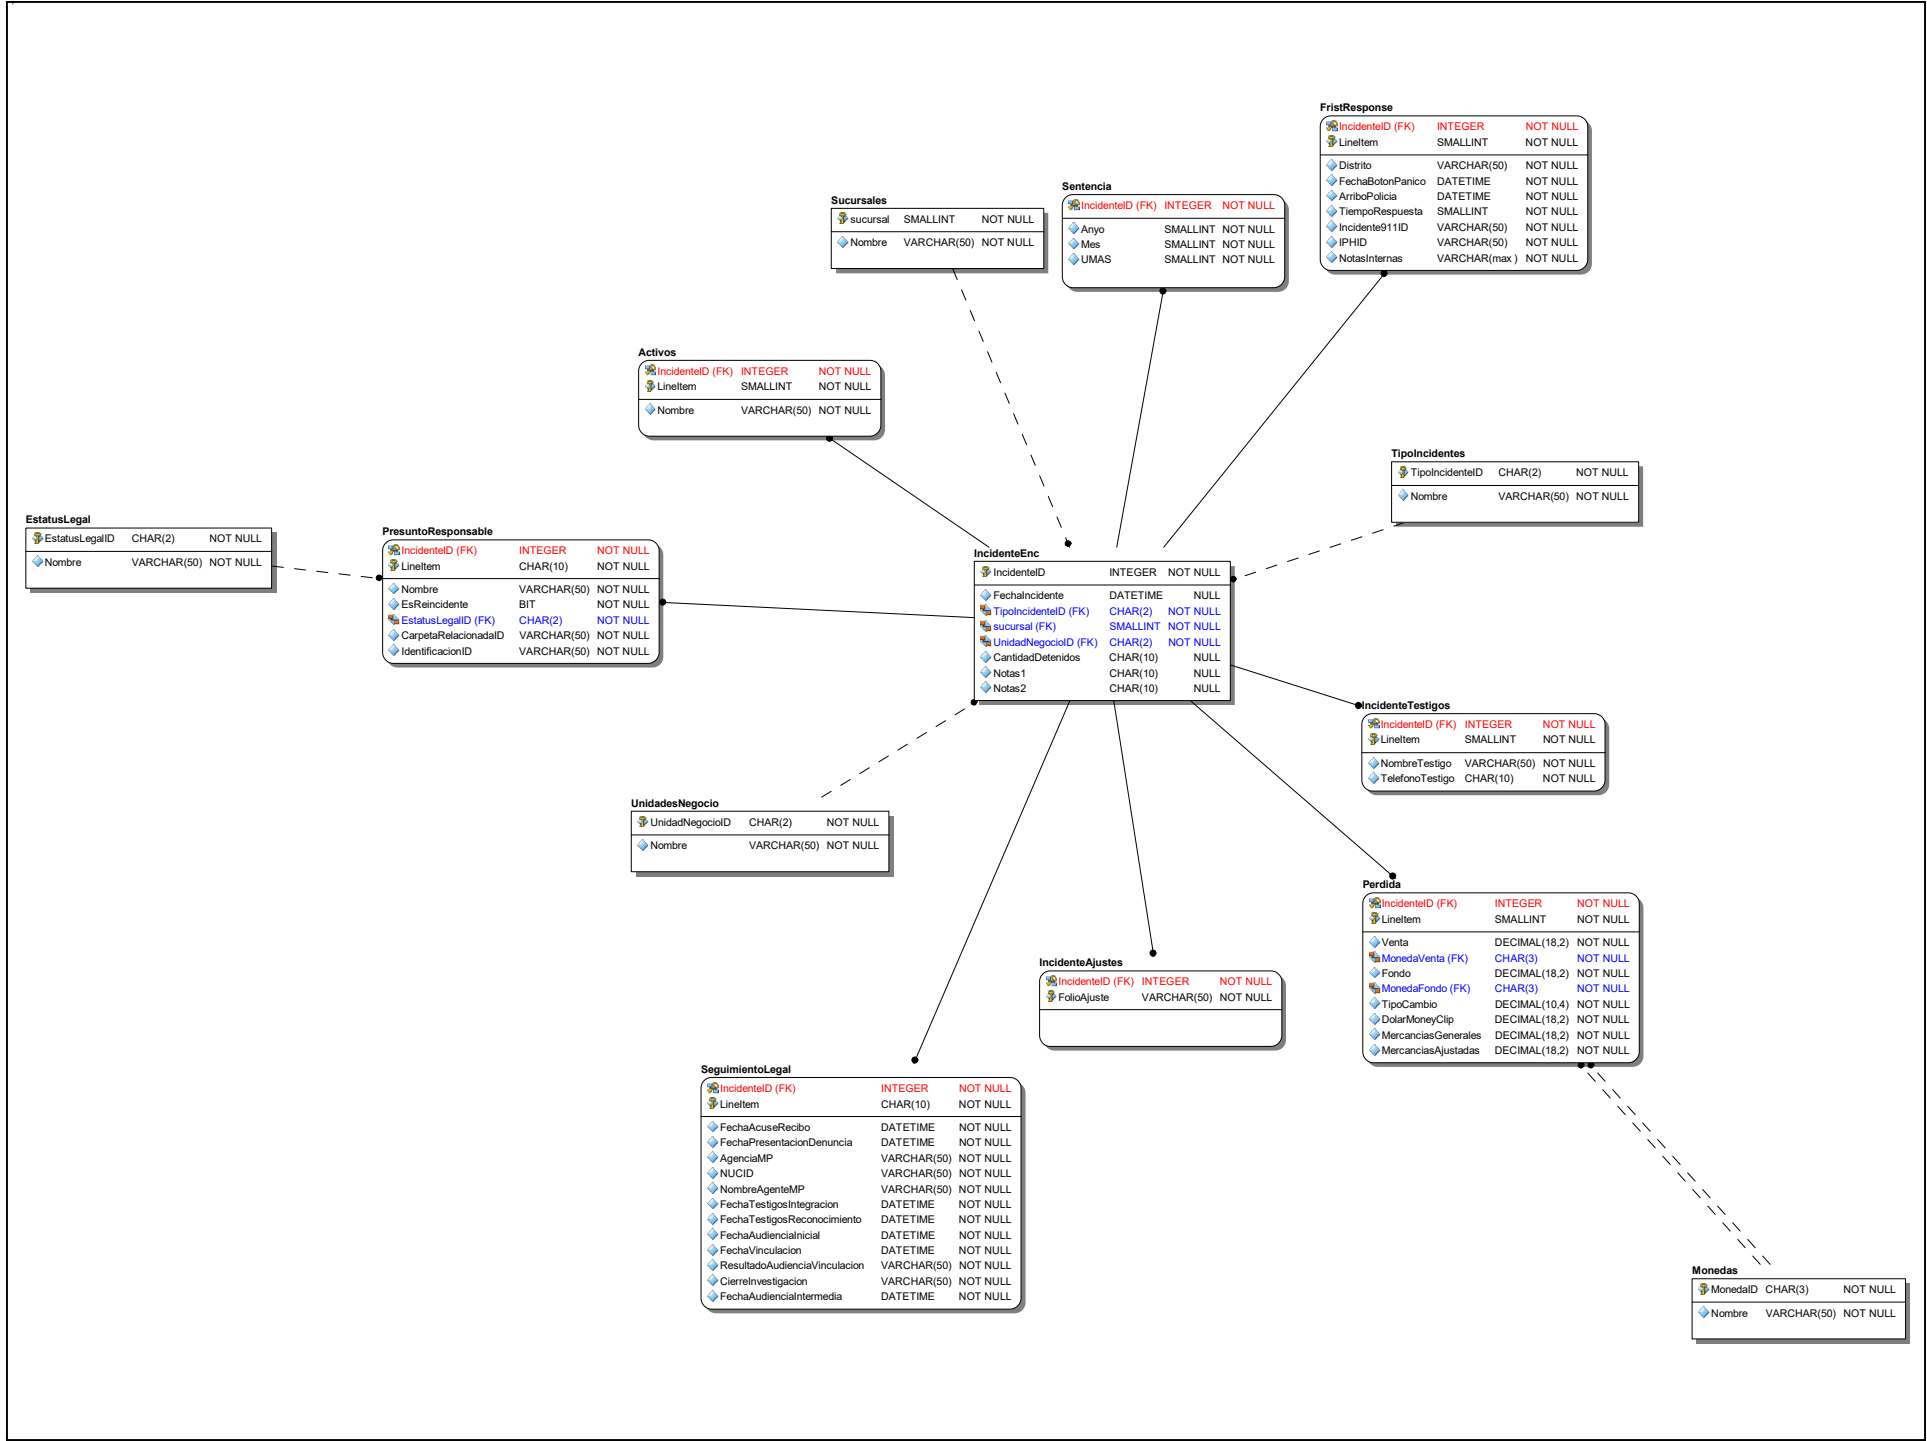 FristResponse
IncidenteID (FK) INTEGER NOT NULL
LineItem SMALLINT NOT NULL
Distrito VARCHAR(50) NOT NULL
FechaBotonPanico DATETIME NOT NULL
ArriboPolicia DATETIME NOT NULL
TiempoRespuesta SMALLINT NOT NULL
Incidente911ID VARCHAR(50) NOT NULL
IPHID VARCHAR(50) NOT NULL
NotasInternas VARCHAR(max ) NOT NULL
Sentencia
IncidenteID (FK) INTEGER NOT NULL
Anyo SMALLINT NOT NULL
Mes SMALLINT NOT NULL
UMAS SMALLINT NOT NULL
Sucursales
sucursal SMALLINT NOT NULL
Nombre VARCHAR(50) NOT NULL
Activos
IncidenteID (FK) INTEGER NOT NULL
LineItem SMALLINT NOT NULL
Nombre VARCHAR(50) NOT NULL
TipoIncidentes
TipoIncidenteID CHAR(2) NOT NULL
Nombre VARCHAR(50) NOT NULL
EstatusLegal
EstatusLegalID CHAR(2) NOT NULL
Nombre VARCHAR(50) NOT NULL
PresuntoResponsable
IncidenteID (FK) INTEGER NOT NULL
LineItem CHAR(10) NOT NULL
Nombre VARCHAR(50) NOT NULL
EsReincidente BIT NOT NULL
EstatusLegalID (FK) CHAR(2) NOT NULL
CarpetaRelacionadaID VARCHAR(50) NOT NULL
IdentificacionID VARCHAR(50) NOT NULL
IncidenteEnc
IncidenteID INTEGER NOT NULL
FechaIncidente DATETIME NULL
TipoIncidenteID (FK) CHAR(2) NOT NULL
sucursal (FK) SMALLINT NOT NULL
UnidadNegocioID (FK) CHAR(2) NOT NULL
CantidadDetenidos CHAR(10) NULL
Notas1 CHAR(10) NULL
Notas2 CHAR(10) NULL
IncidenteTestigos
IncidenteID (FK) INTEGER NOT NULL
LineItem SMALLINT NOT NULL
NombreTestigo VARCHAR(50) NOT NULL
TelefonoTestigo CHAR(10) NOT NULL
UnidadesNegocio
UnidadNegocioID CHAR(2) NOT NULL
Nombre VARCHAR(50) NOT NULL
Perdida
IncidenteID (FK) INTEGER NOT NULL
LineItem SMALLINT NOT NULL
Venta DECIMAL(18,2) NOT NULL
MonedaVenta (FK) CHAR(3) NOT NULL
Fondo DECIMAL(18,2) NOT NULL
MonedaFondo (FK) CHAR(3) NOT NULL
TipoCambio DECIMAL(10,4) NOT NULL
DolarMoneyClip DECIMAL(18,2) NOT NULL
MercanciasGenerales DECIMAL(18,2) NOT NULL
MercanciasAjustadas DECIMAL(18,2) NOT NULL
IncidenteAjustes
IncidenteID (FK) INTEGER NOT NULL
FolioAjuste VARCHAR(50) NOT NULL
SeguimientoLegal
IncidenteID (FK) INTEGER NOT NULL
LineItem CHAR(10) NOT NULL
FechaAcuseRecibo DATETIME NOT NULL
FechaPresentacionDenuncia DATETIME NOT NULL
AgenciaMP VARCHAR(50) NOT NULL
NUCID VARCHAR(50) NOT NULL
NombreAgenteMP VARCHAR(50) NOT NULL
FechaTestigosIntegracion DATETIME NOT NULL
FechaTestigosReconocimiento DATETIME NOT NULL
FechaAudienciaInicial DATETIME NOT NULL
FechaVinculacion DATETIME NOT NULL
ResultadoAudienciaVinculacion VARCHAR(50) NOT NULL
CierreInvestigacion VARCHAR(50) NOT NULL
FechaAudienciaIntermedia DATETIME NOT NULL
Monedas
MonedaID CHAR(3) NOT NULL
Nombre VARCHAR(50) NOT NULL